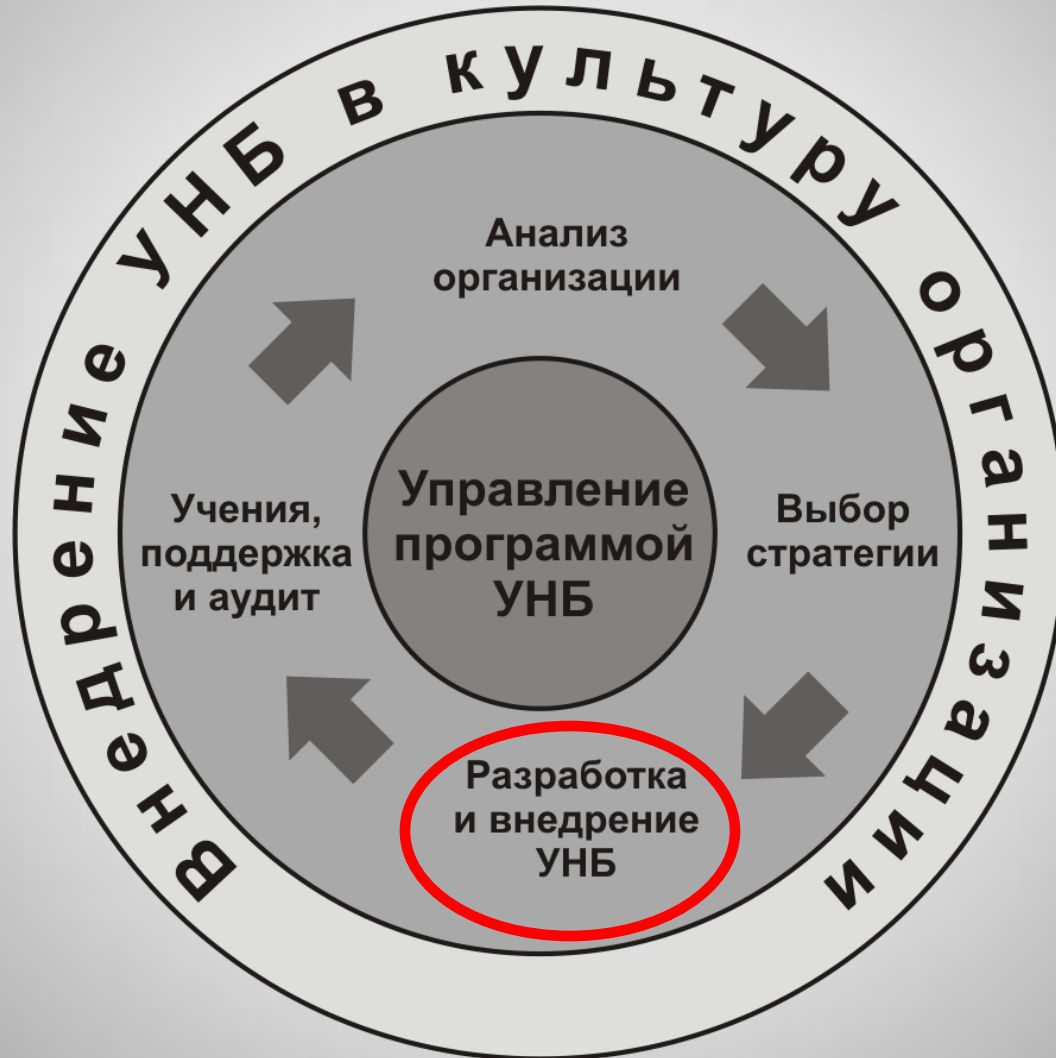 Внедрение УНБ в культуру организации
Анализ
организации
Выбор
стратегии
Разработка
и внедрение
УНБ
Учения,
поддержка
и аудит
Управление
программой
УНБ